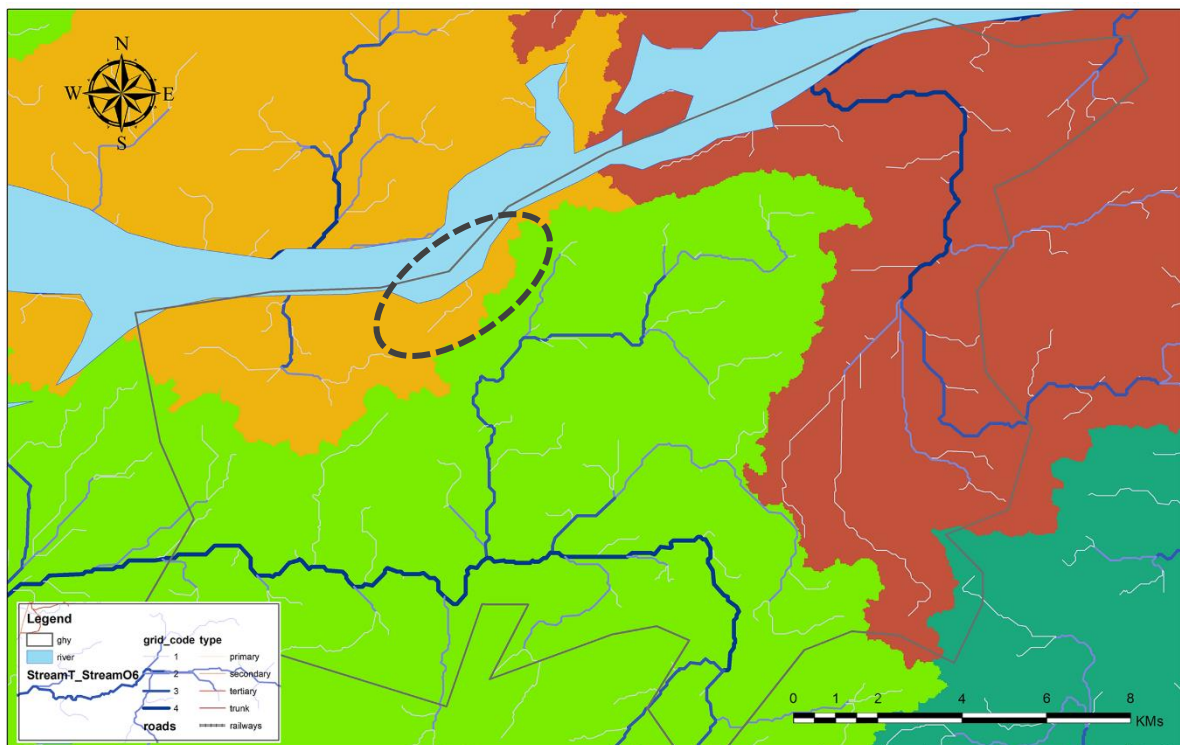 N
W E
S
Legend
ghy
river
StreamT_StreamO6
grid_code
1
2
3
4
roads
type
primary
secondary
tertiary
trunk
railways
0 1 2 4 6 8
KMs